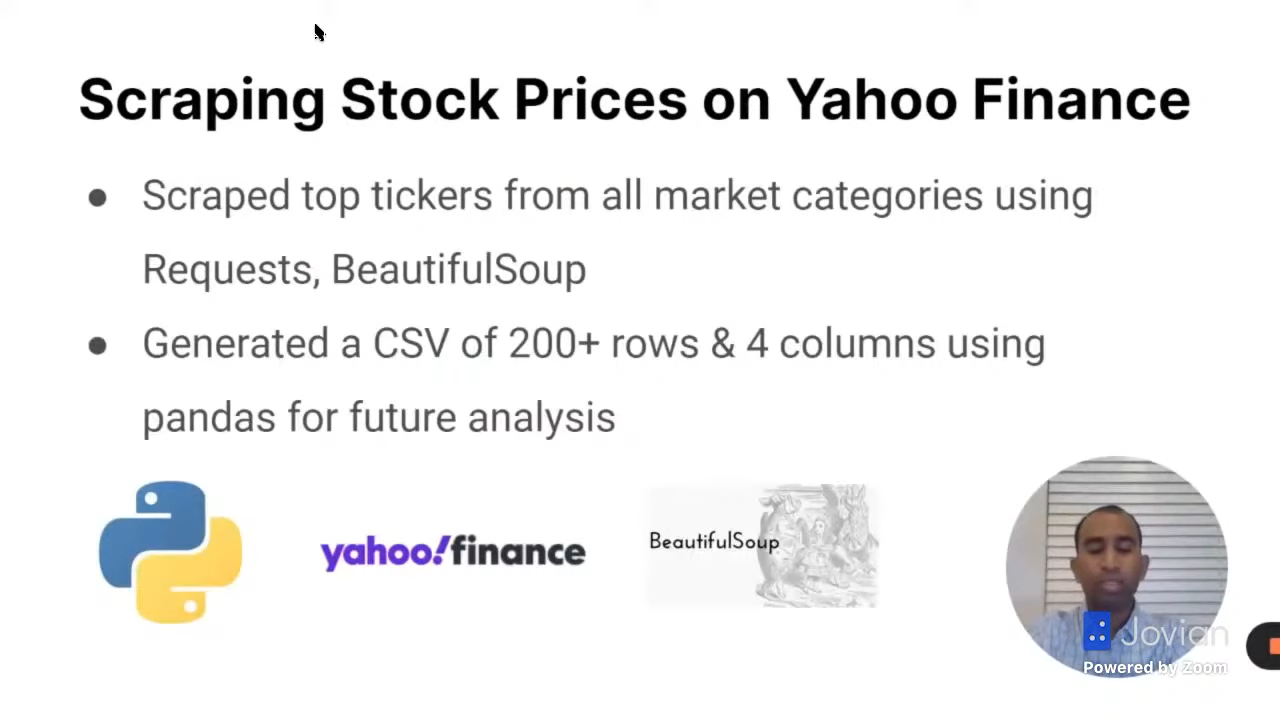 Scraping Stock Prices on Yahoo Finance
● Scraped top tickers from all market categories using
Requests, BeautifulSoup
● Generated a CSV of 200+ rows & 4 columns using
pandas for future analysis
yahoo!finance
BeautifulSoup
Jovian
Powered by Zoom